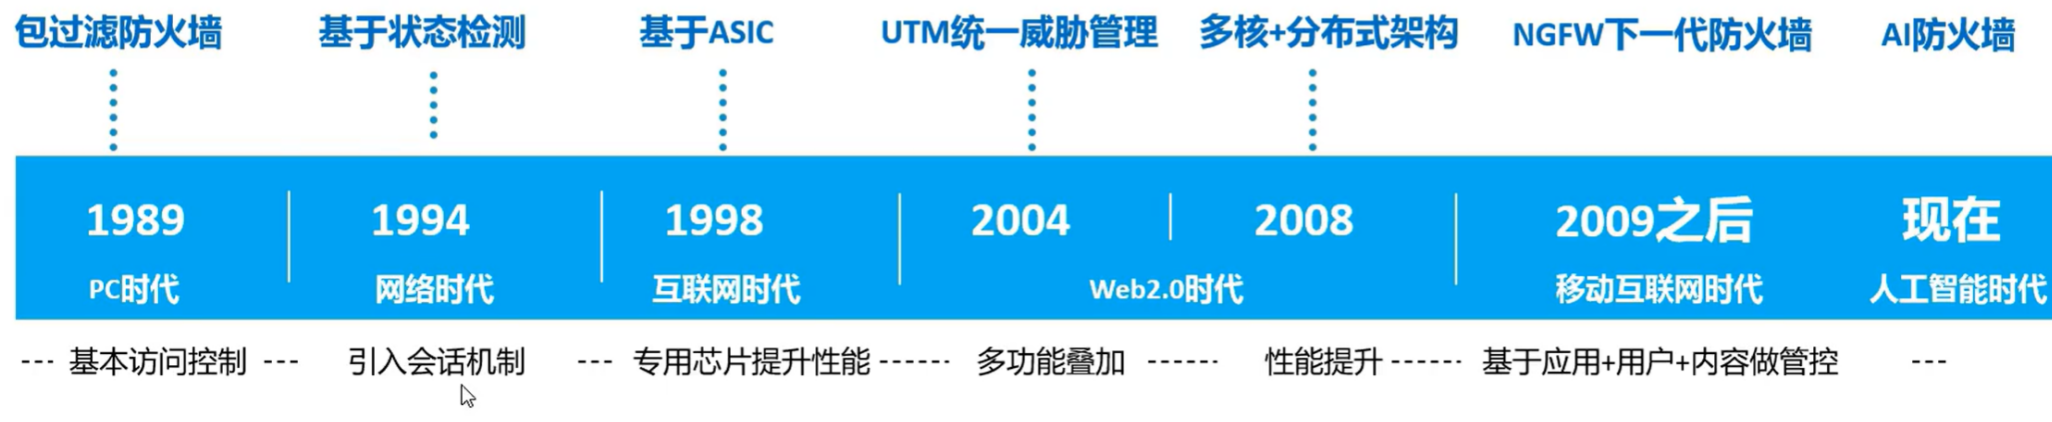 包过滤防火墙 基于状态检测 基于ASIC UTM统一威胁管理 多核+分布式架构 NGFW下一代防火墙 AI防火墙
1989 1994 1998 2004 2008 2009之后 现在
PC时代 网络时代 互联网时代 Web2.0时代 移动互联网时代 人工智能时代
--- 基本访问控制 --- 引入会话机制 --- 专用芯片提升性能 ------ 多功能叠加 ------ 性能提升 ------ 基于应用+用户+内容做管控 ---